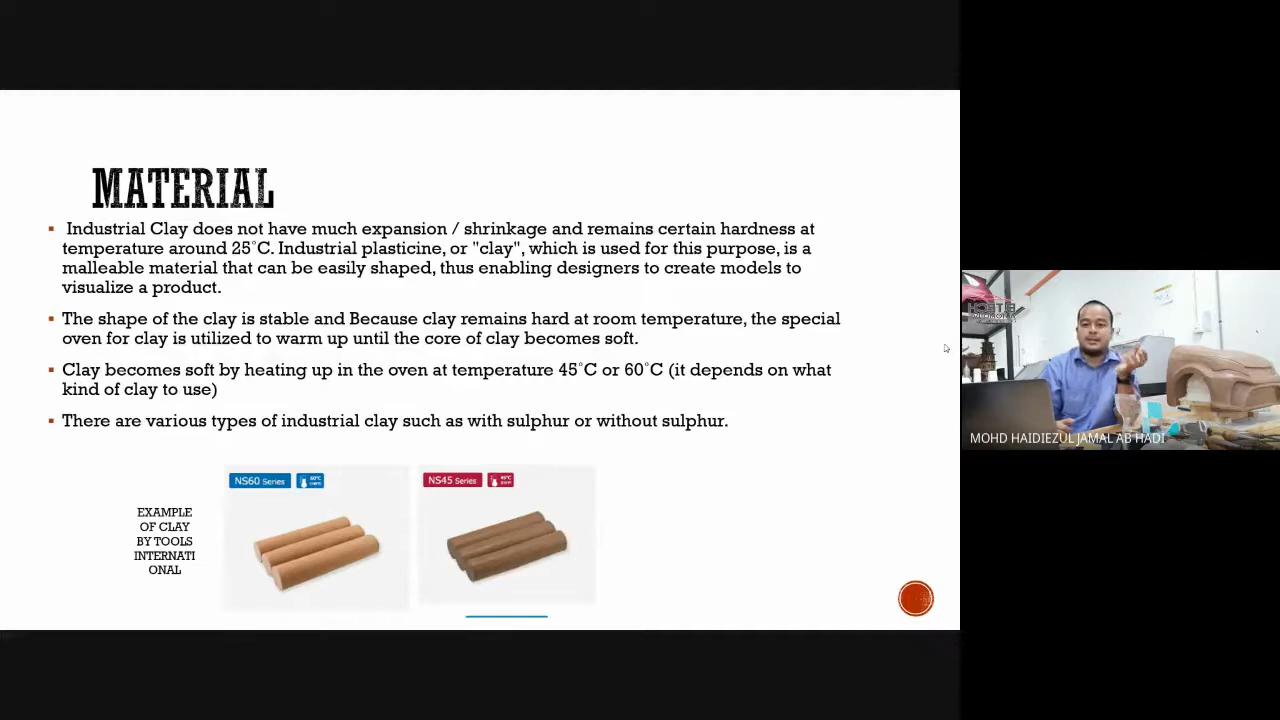 MATERIAL
Industrial Clay does not have much expansion / shrinkage and remains certain hardness at
temperature around 25°C. Industrial plasticine, or "clay", which is used for this purpose, is a
malleable material that can be easily shaped, thus enabling designers to create models to
visualize a product.
The shape of the clay is stable and Because clay remains hard at room temperature, the special
oven for clay is utilized to warm up until the core of clay becomes soft.
Clay becomes soft by heating up in the oven at temperature 45°C or 60°C (it depends on what
kind of clay to use)
There are various types of industrial clay such as with sulphur or without sulphur.
NS60 Series
60°C
NS45 Series
45°C
EXAMPLE
OF CLAY
BY TOOLS
INTERNATI
ONAL
MOHD HAIDIEZUL JAMAL AB HADI